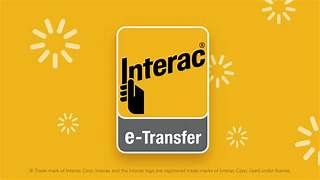 Interac®
e-Transfer
® Trade mark of Interac Corp. Interac and the Interac logo are registered trade marks of Interac Corp. Used under license.